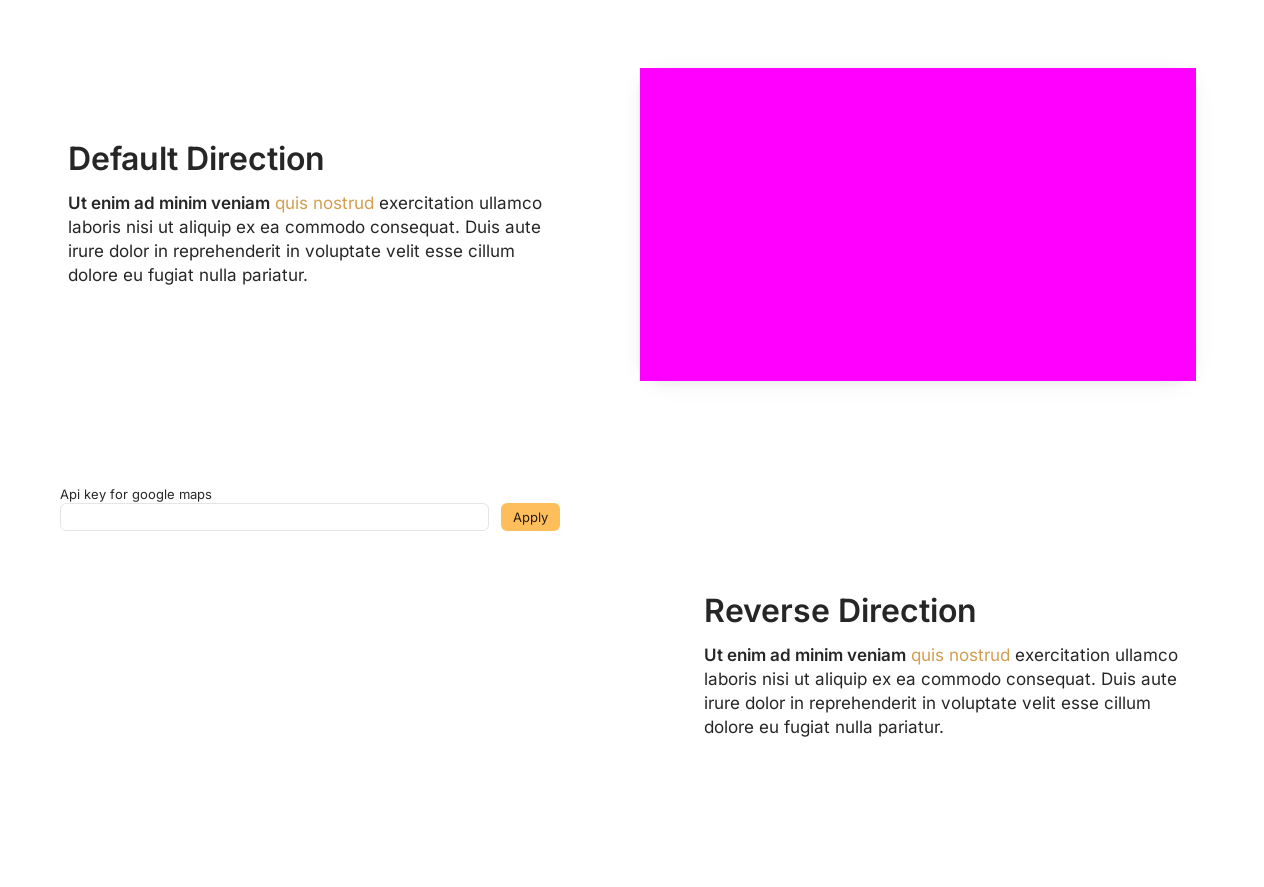 Default Direction
Ut enim ad minim veniam quis nostrud exercitation ullamco
laboris nisi ut aliquip ex ea commodo consequat. Duis aute
irure dolor in reprehenderit in voluptate velit esse cillum
dolore eu fugiat nulla pariatur.
Api key for google maps
Apply
Reverse Direction
Ut enim ad minim veniam quis nostrud exercitation ullamco
laboris nisi ut aliquip ex ea commodo consequat. Duis aute
irure dolor in reprehenderit in voluptate velit esse cillum
dolore eu fugiat nulla pariatur.